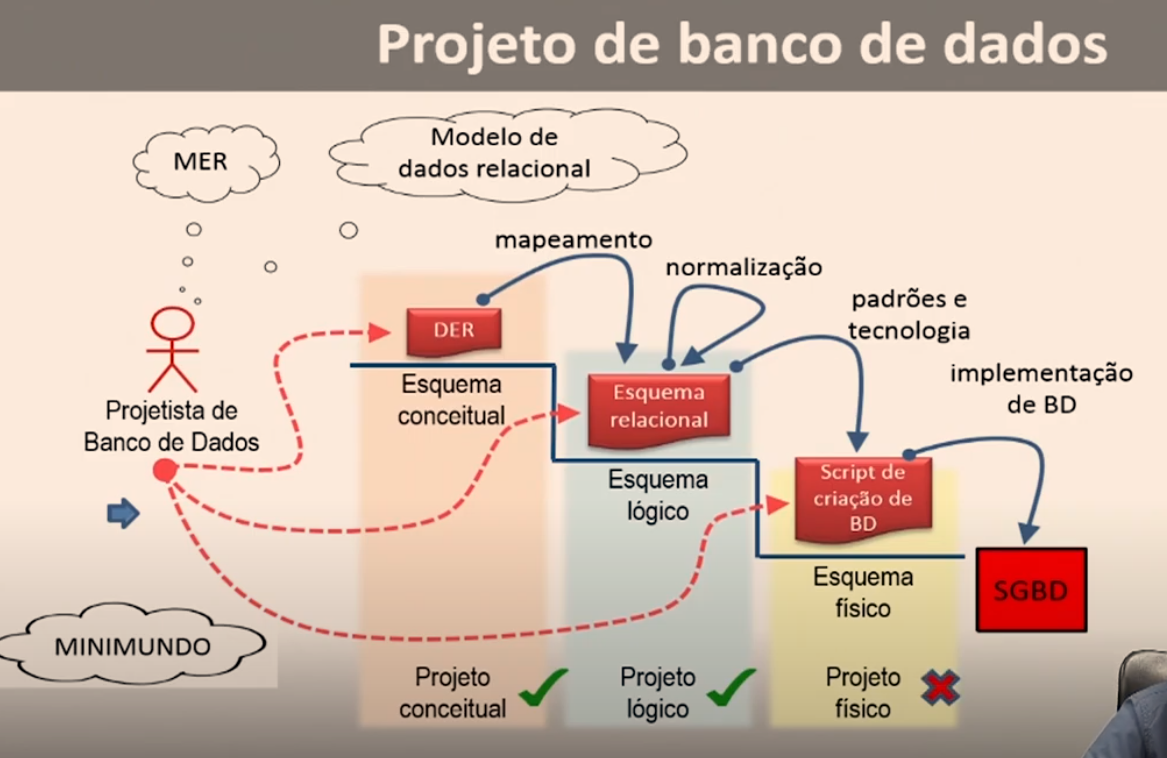 Projeto de banco de dados
MER
Modelo de
dados relacional
mapeamento
normalização
padrões e
tecnologia
implementação
de BD
DER
Esquema
conceitual
Esquema
relacional
Esquema
lógico
Script de
criação de
BD
Esquema
físico
SGBD
Projetista de
Banco de Dados
MINIMUNDO
Projeto
conceitual
Projeto
lógico
Projeto
físico